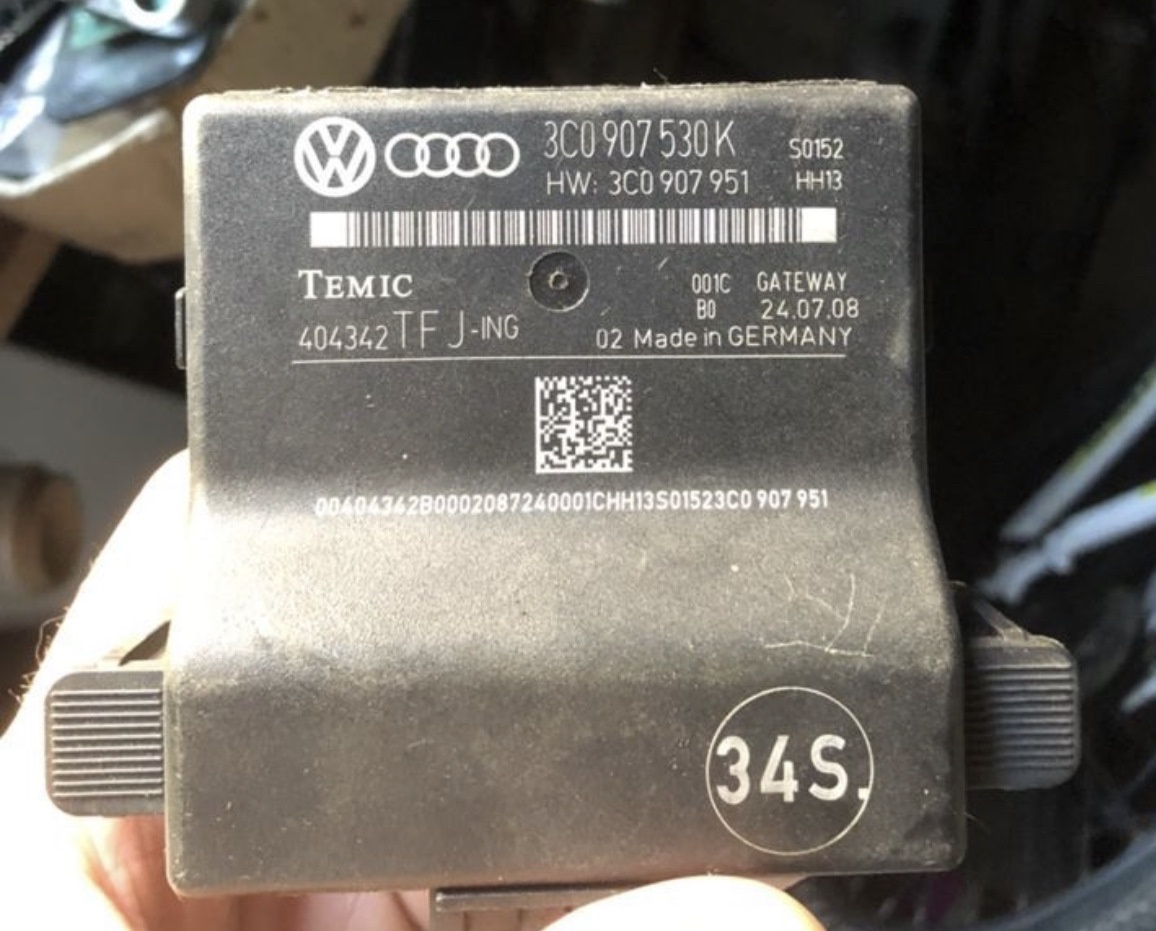 VW 3C0 907 530 K S0152
HW: 3C0 907 951 HH13
TEMIC 001C GATEWAY
B0 24.07.08
404342 TFJ-ING 02 Made in GERMANY
00404342B0002087240001CHH13S01523C0 907 951
34S.